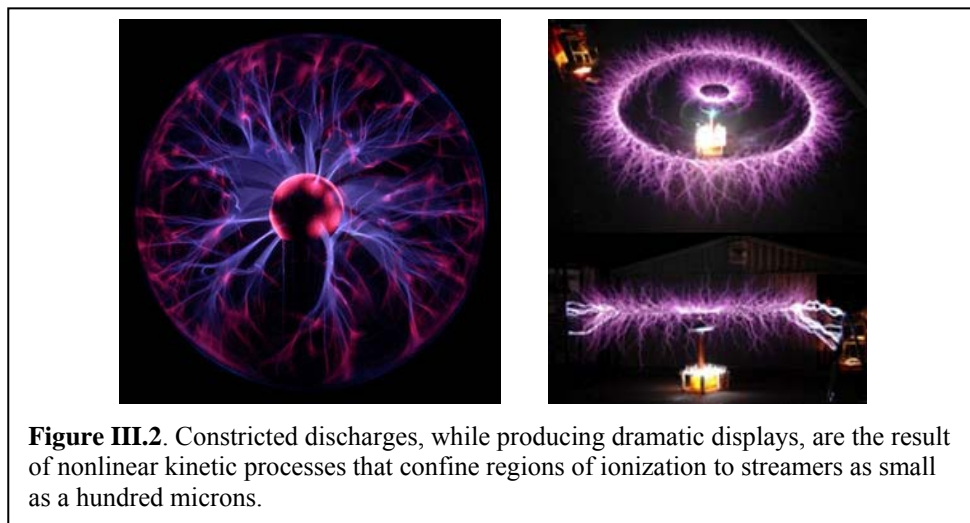 Figure III.2. Constricted discharges, while producing dramatic displays, are the result
of nonlinear kinetic processes that confine regions of ionization to streamers as small
as a hundred microns.